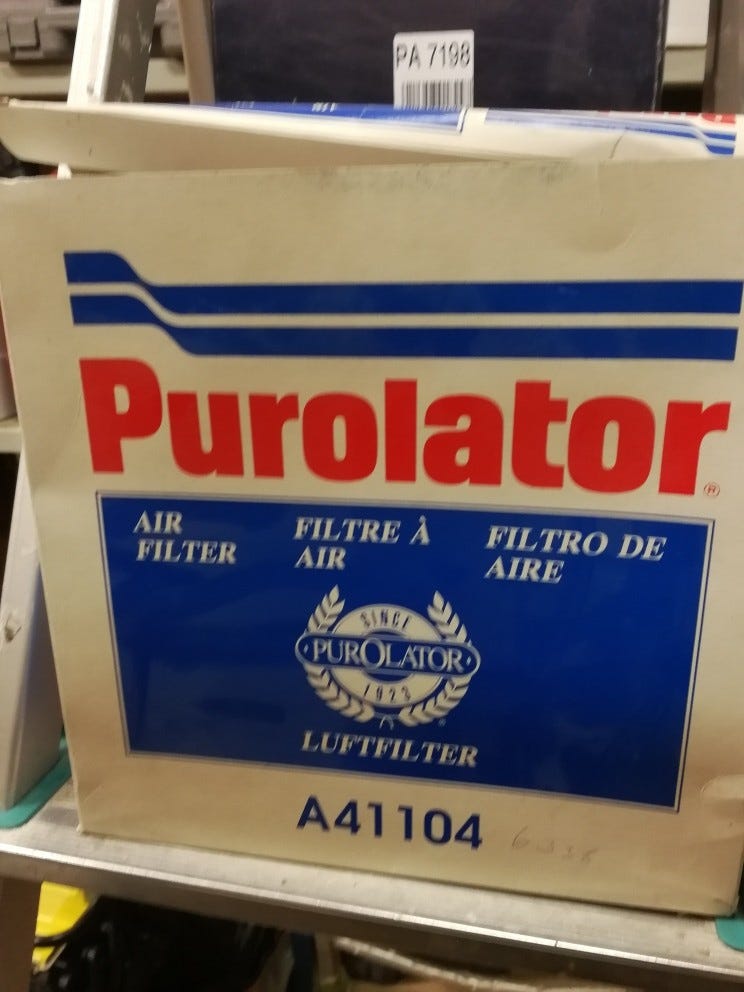 PA 7198
Purolator®
AIR
FILTER
FILTRE À
AIR
FILTRO DE
AIRE
SINCE
PUROLATOR
1923
LUFTFILTER
A41104